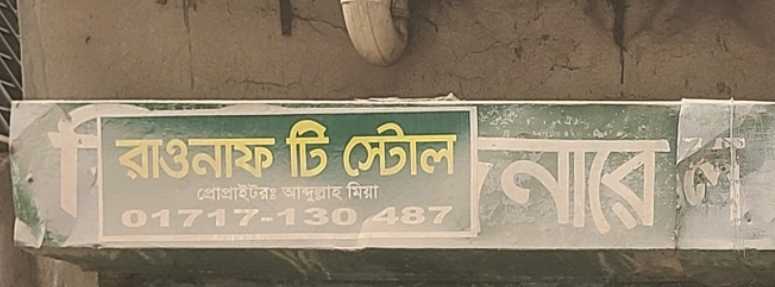 রাওনাফ টি স্টোল
প্রোপ্রাইটরঃ আব্দুল্লাহ মিয়া
01717-130 487
নারে